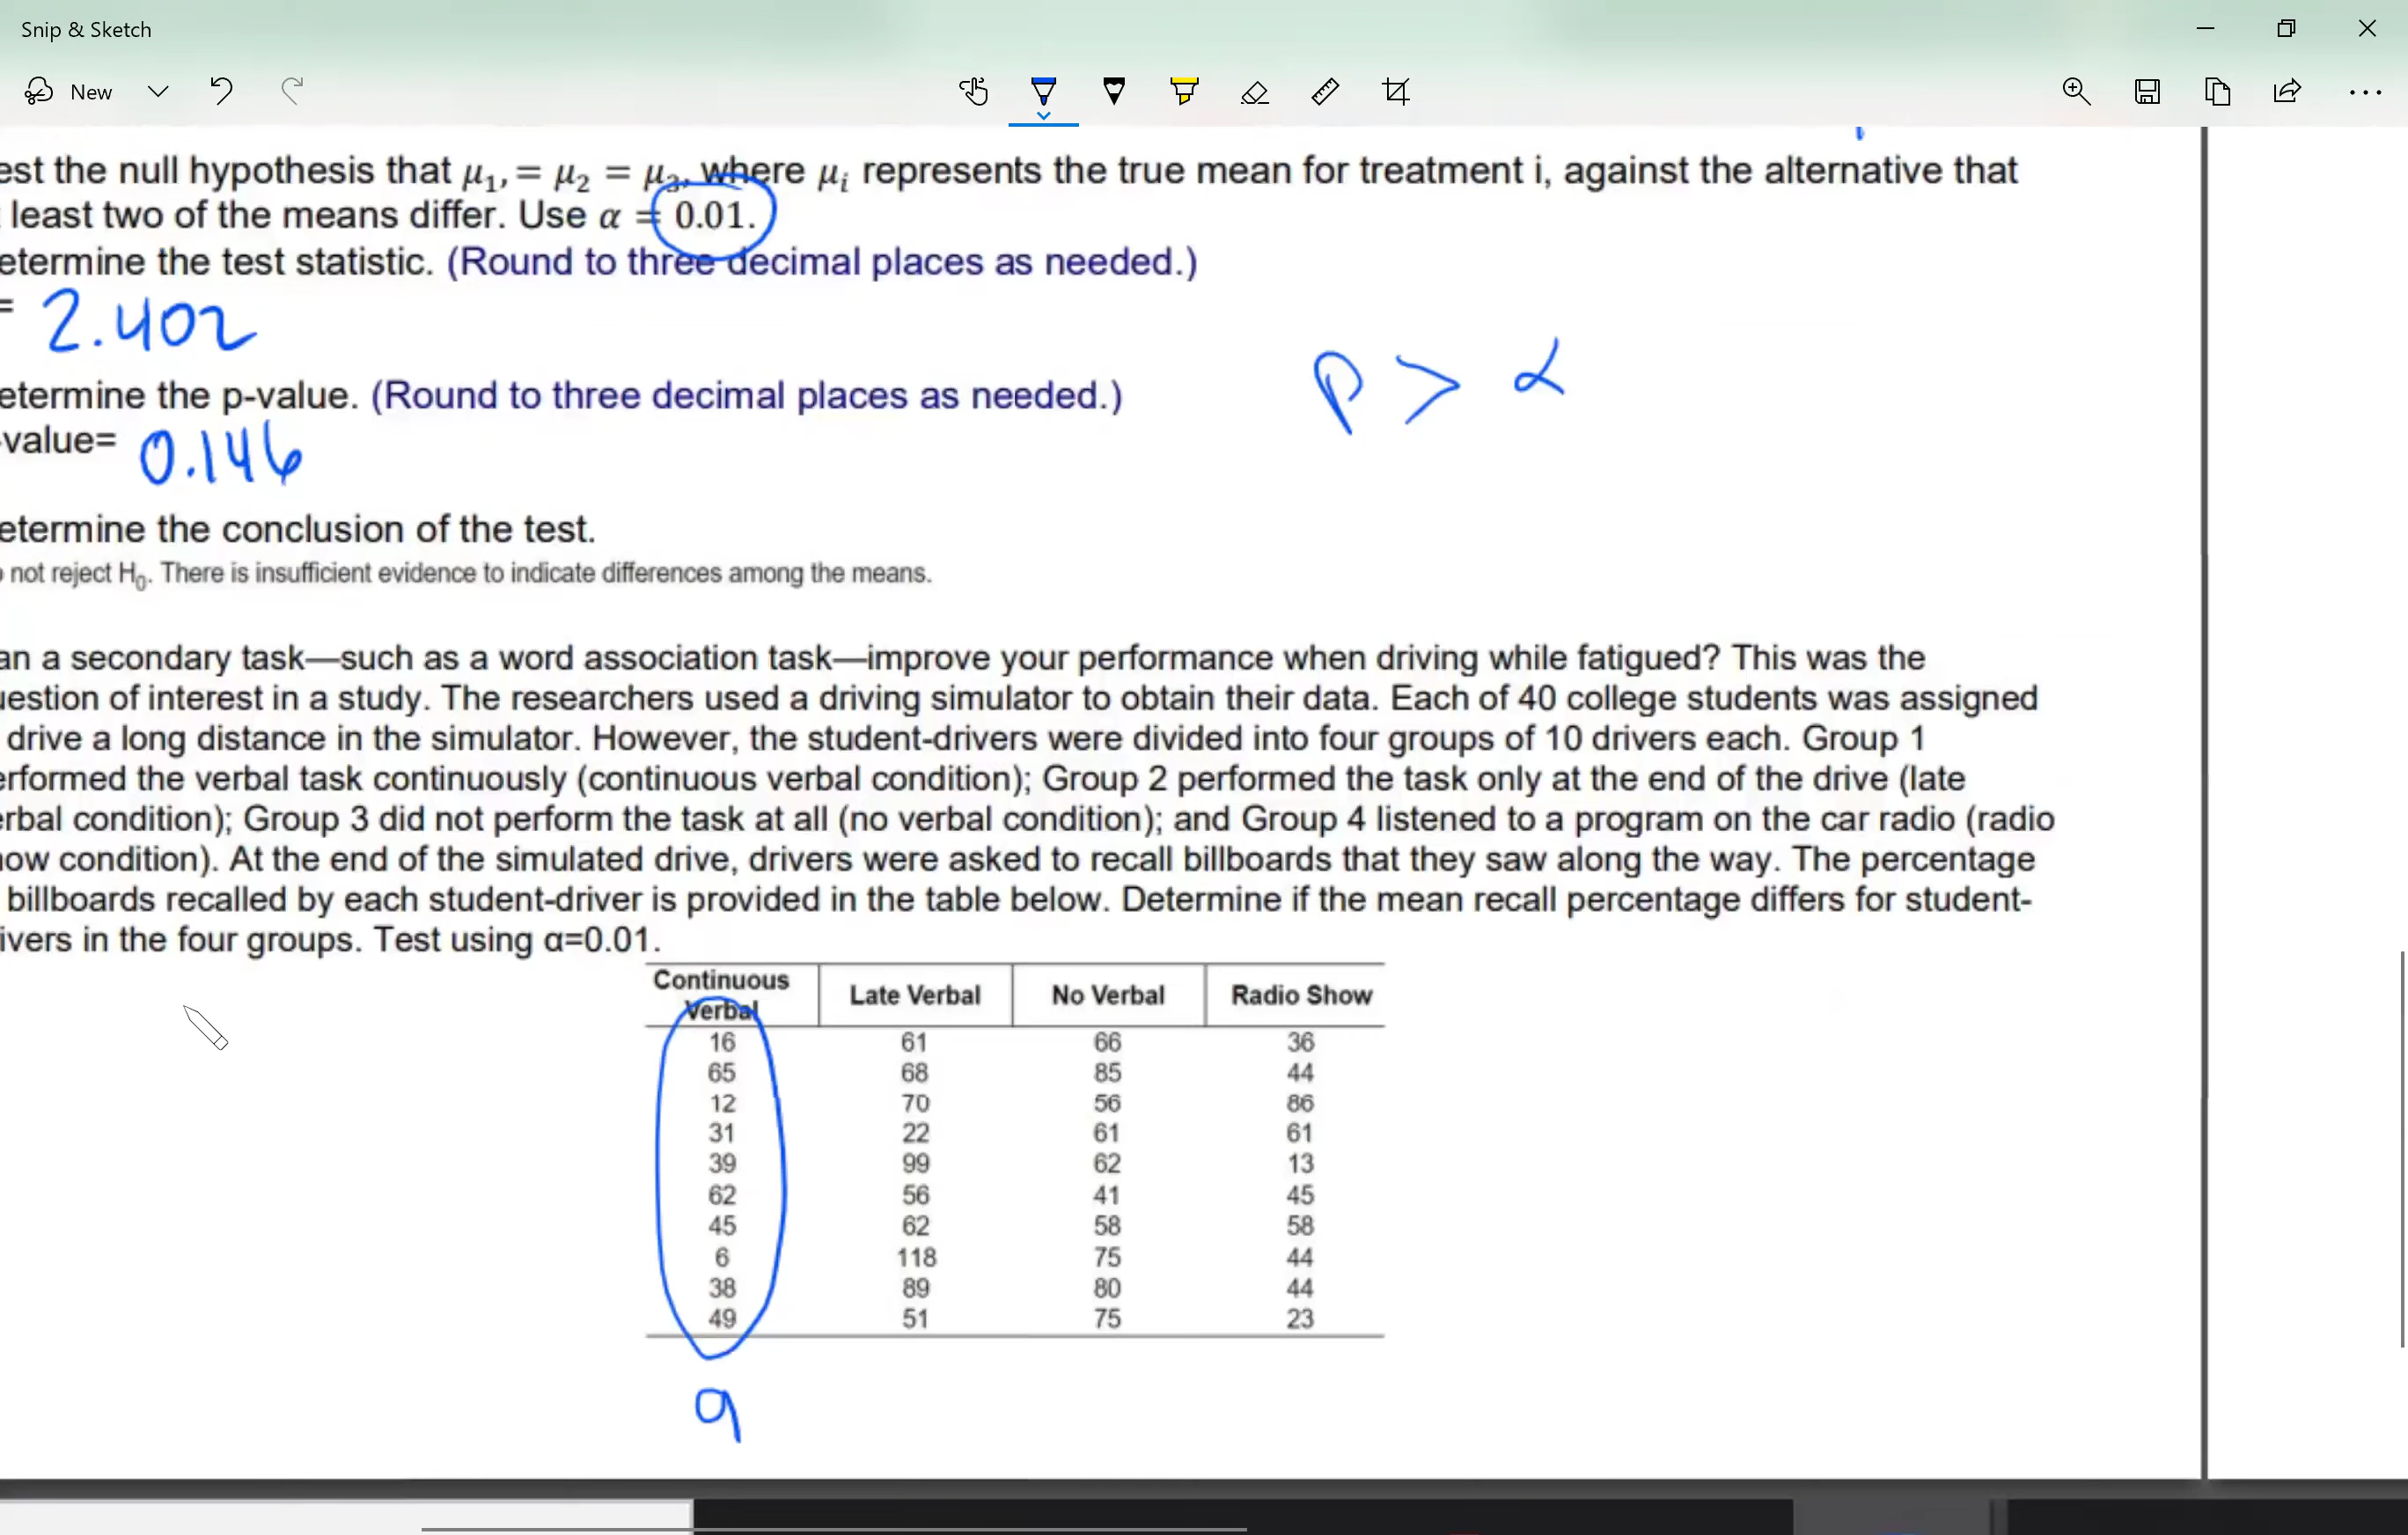 Snip & Sketch
New
est the null hypothesis that μ1, = μ2 = μ3, where μi represents the true mean for treatment i, against the alternative that
least two of the means differ. Use α = 0.01.
etermine the test statistic. (Round to three decimal places as needed.)
= 2.402
p > α
etermine the p-value. (Round to three decimal places as needed.)
-value= 0.146
etermine the conclusion of the test.
not reject H0. There is insufficient evidence to indicate differences among the means.
an a secondary task—such as a word association task—improve your performance when driving while fatigued? This was the
uestion of interest in a study. The researchers used a driving simulator to obtain their data. Each of 40 college students was assigned
drive a long distance in the simulator. However, the student-drivers were divided into four groups of 10 drivers each. Group 1
erformed the verbal task continuously (continuous verbal condition); Group 2 performed the task only at the end of the drive (late
erbal condition); Group 3 did not perform the task at all (no verbal condition); and Group 4 listened to a program on the car radio (radio
how condition). At the end of the simulated drive, drivers were asked to recall billboards that they saw along the way. The percentage
billboards recalled by each student-driver is provided in the table below. Determine if the mean recall percentage differs for student-
ivers in the four groups. Test using α=0.01.
Continuous Verbal Late Verbal No Verbal Radio Show
16 61 66 36
65 68 85 44
12 70 56 86
31 22 61 61
39 99 62 13
62 56 41 45
45 62 58 58
6 118 75 44
38 89 80 44
49 51 75 23